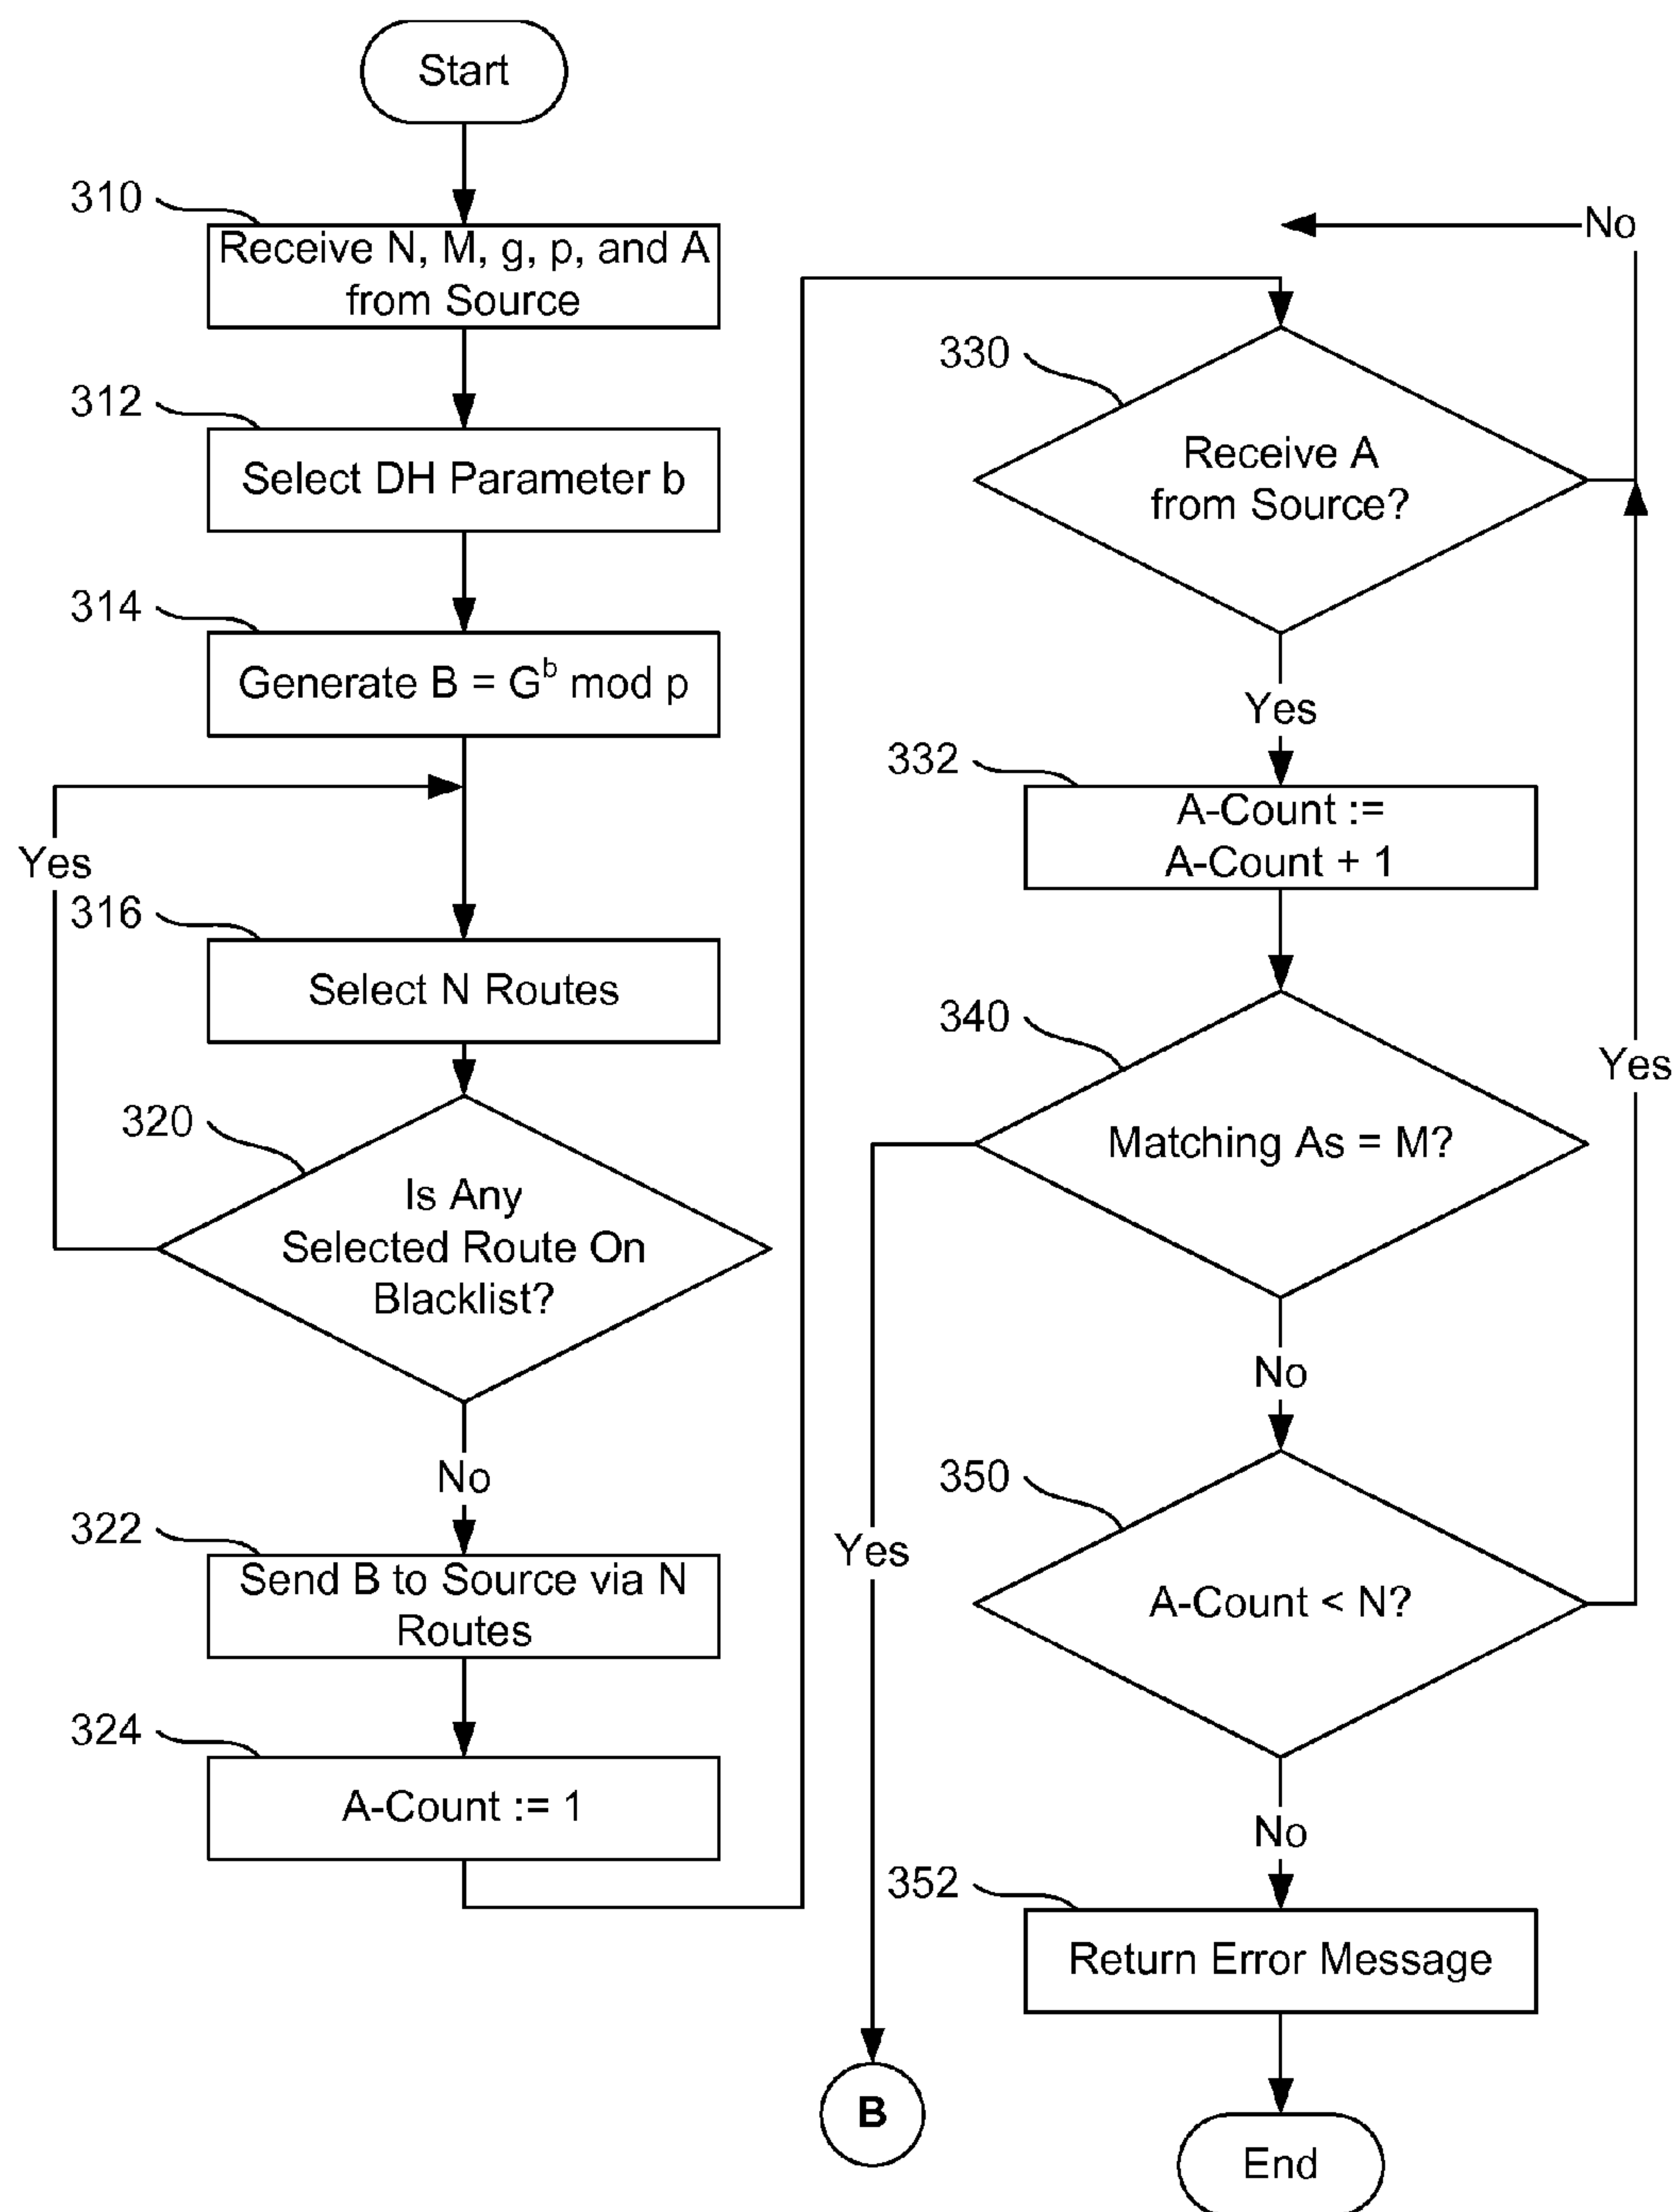 Start
310
Receive N, M, g, p, and A
from Source
312
Select DH Parameter b
314
Generate B = G^b mod p
Yes
316
Select N Routes
320
Is Any
Selected Route On
Blacklist?
No
322
Send B to Source via N
Routes
324
A-Count := 1
No
330
Receive A
from Source?
Yes
332
A-Count :=
A-Count + 1
340
Matching As = M?
Yes
No
350
Yes
A-Count < N?
No
352
Return Error Message
B
End